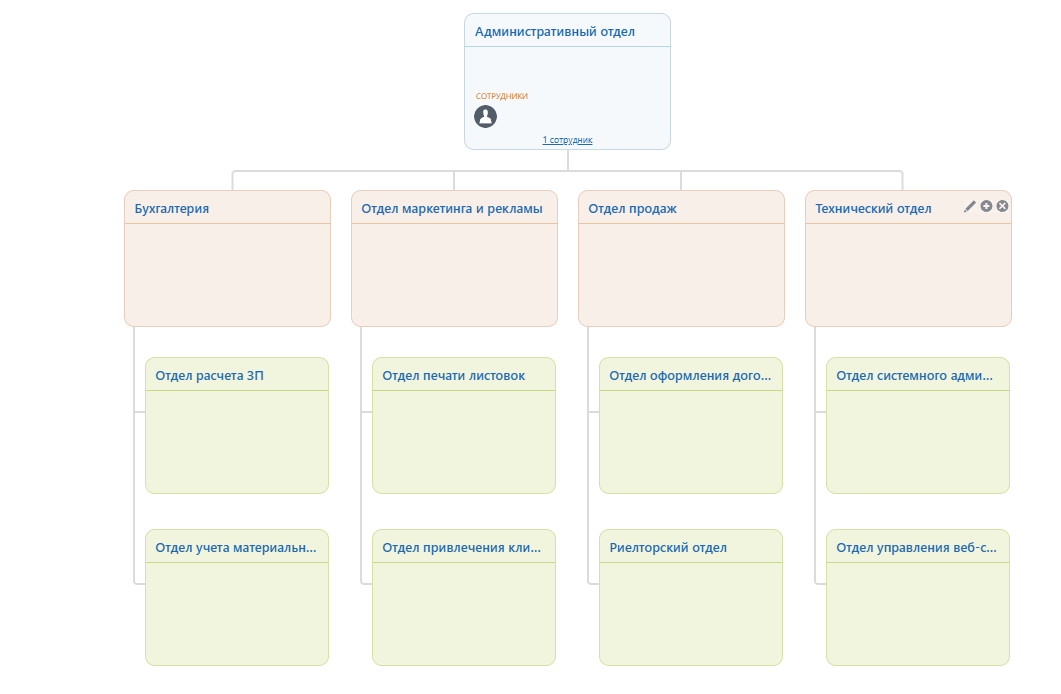 Административный отдел
СОТРУДНИКИ
1 сотрудник
Бухгалтерия
Отдел маркетинга и рекламы
Отдел продаж
Технический отдел
Отдел расчета ЗП
Отдел печати листовок
Отдел оформления дого...
Отдел системного адми...
Отдел учета материальн...
Отдел привлечения кли...
Риелторский отдел
Отдел управления веб-с...